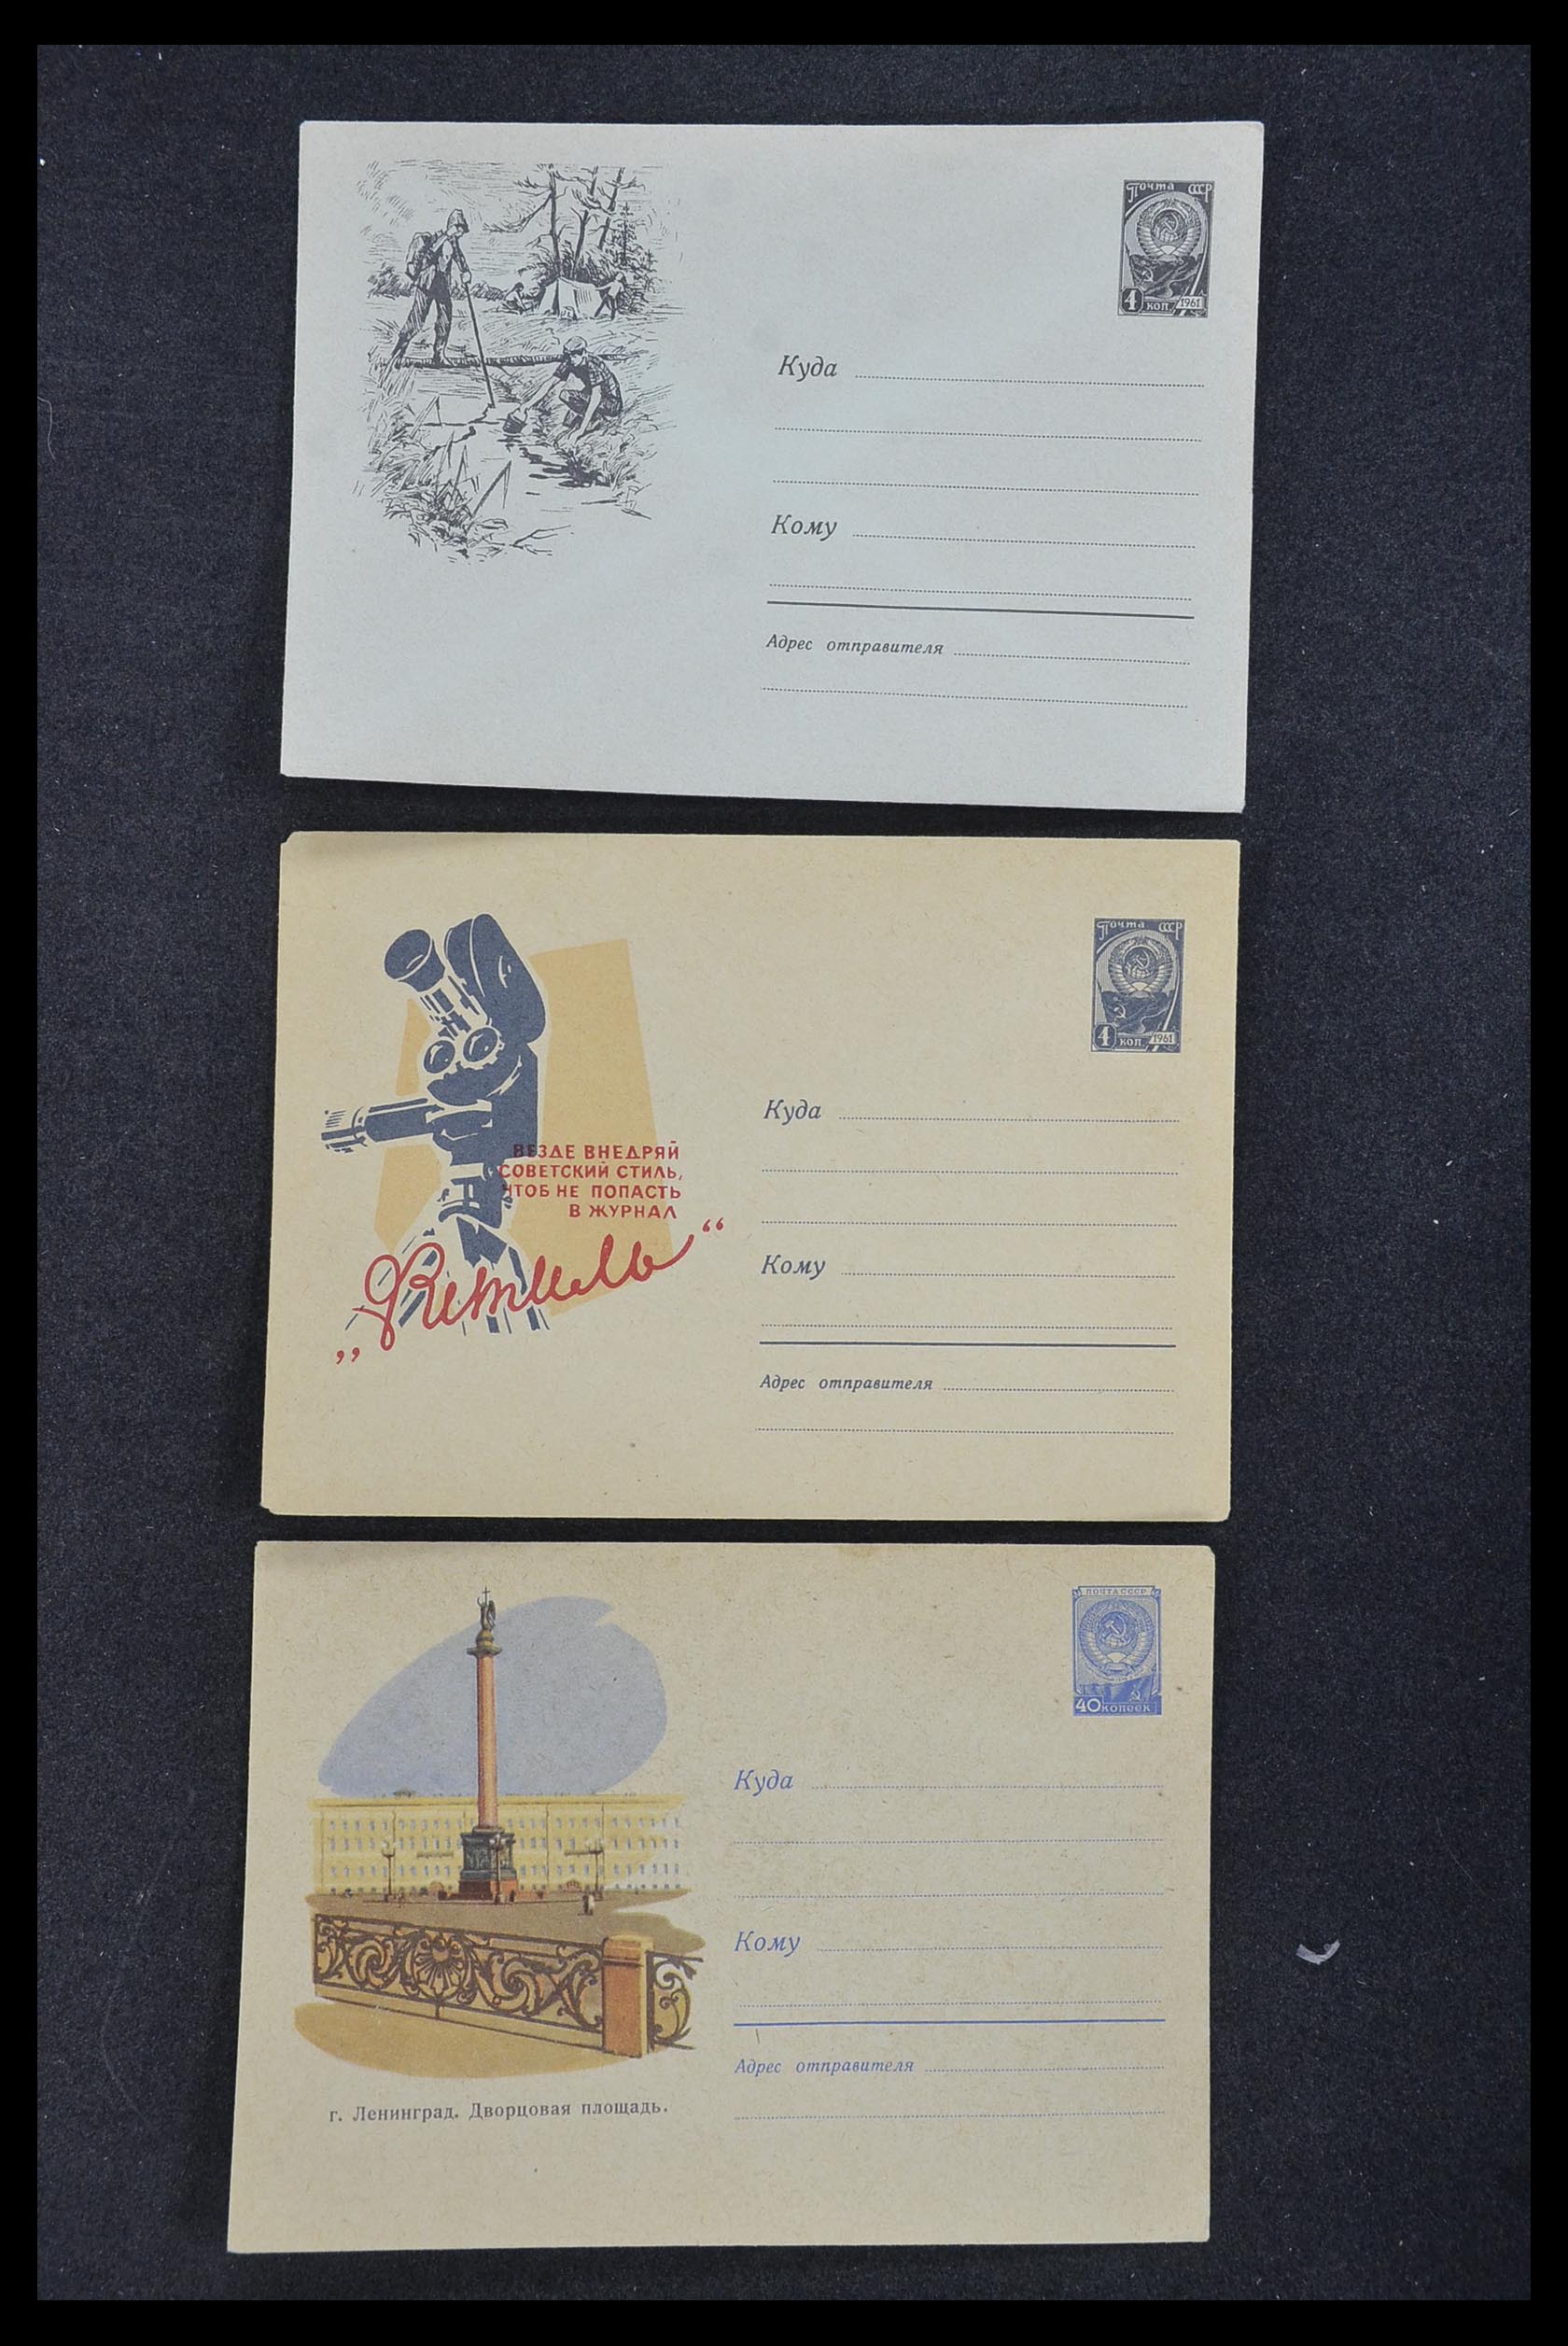 Почта СССР
4 коп. 1961
Куда
Кому
Адрес отправителя
Почта СССР
4 коп. 1961
ВЕЗДЕ ВНЕДРЯЙ
СОВЕТСКИЙ СТИЛЬ,
ЧТОБ НЕ ПОПАСТЬ
В ЖУРНАЛ
„Фитиль“
Куда
Кому
Адрес отправителя
ПОЧТА СССР
40 копеек
Куда
Кому
Адрес отправителя
г. Ленинград. Дворцовая площадь.